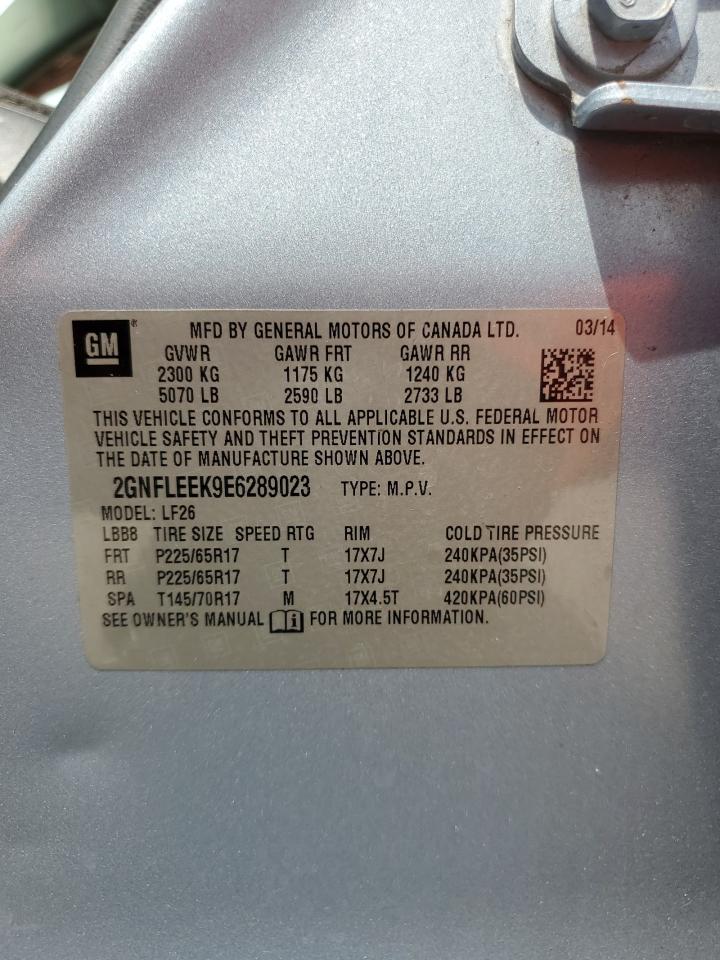 GM ® MFD BY GENERAL MOTORS OF CANADA LTD. 03/14
GVWR GAWR FRT GAWR RR
2300 KG 1175 KG 1240 KG
5070 LB 2590 LB 2733 LB
THIS VEHICLE CONFORMS TO ALL APPLICABLE U.S. FEDERAL MOTOR
VEHICLE SAFETY AND THEFT PREVENTION STANDARDS IN EFFECT ON
THE DATE OF MANUFACTURE SHOWN ABOVE.
2GNFLEEK9E6289023 TYPE: M.P.V.
MODEL: LF26
LBB8 TIRE SIZE SPEED RTG RIM COLD TIRE PRESSURE
FRT P225/65R17 T 17X7J 240KPA(35PSI)
RR P225/65R17 T 17X7J 240KPA(35PSI)
SPA T145/70R17 M 17X4.5T 420KPA(60PSI)
SEE OWNER'S MANUAL i FOR MORE INFORMATION.